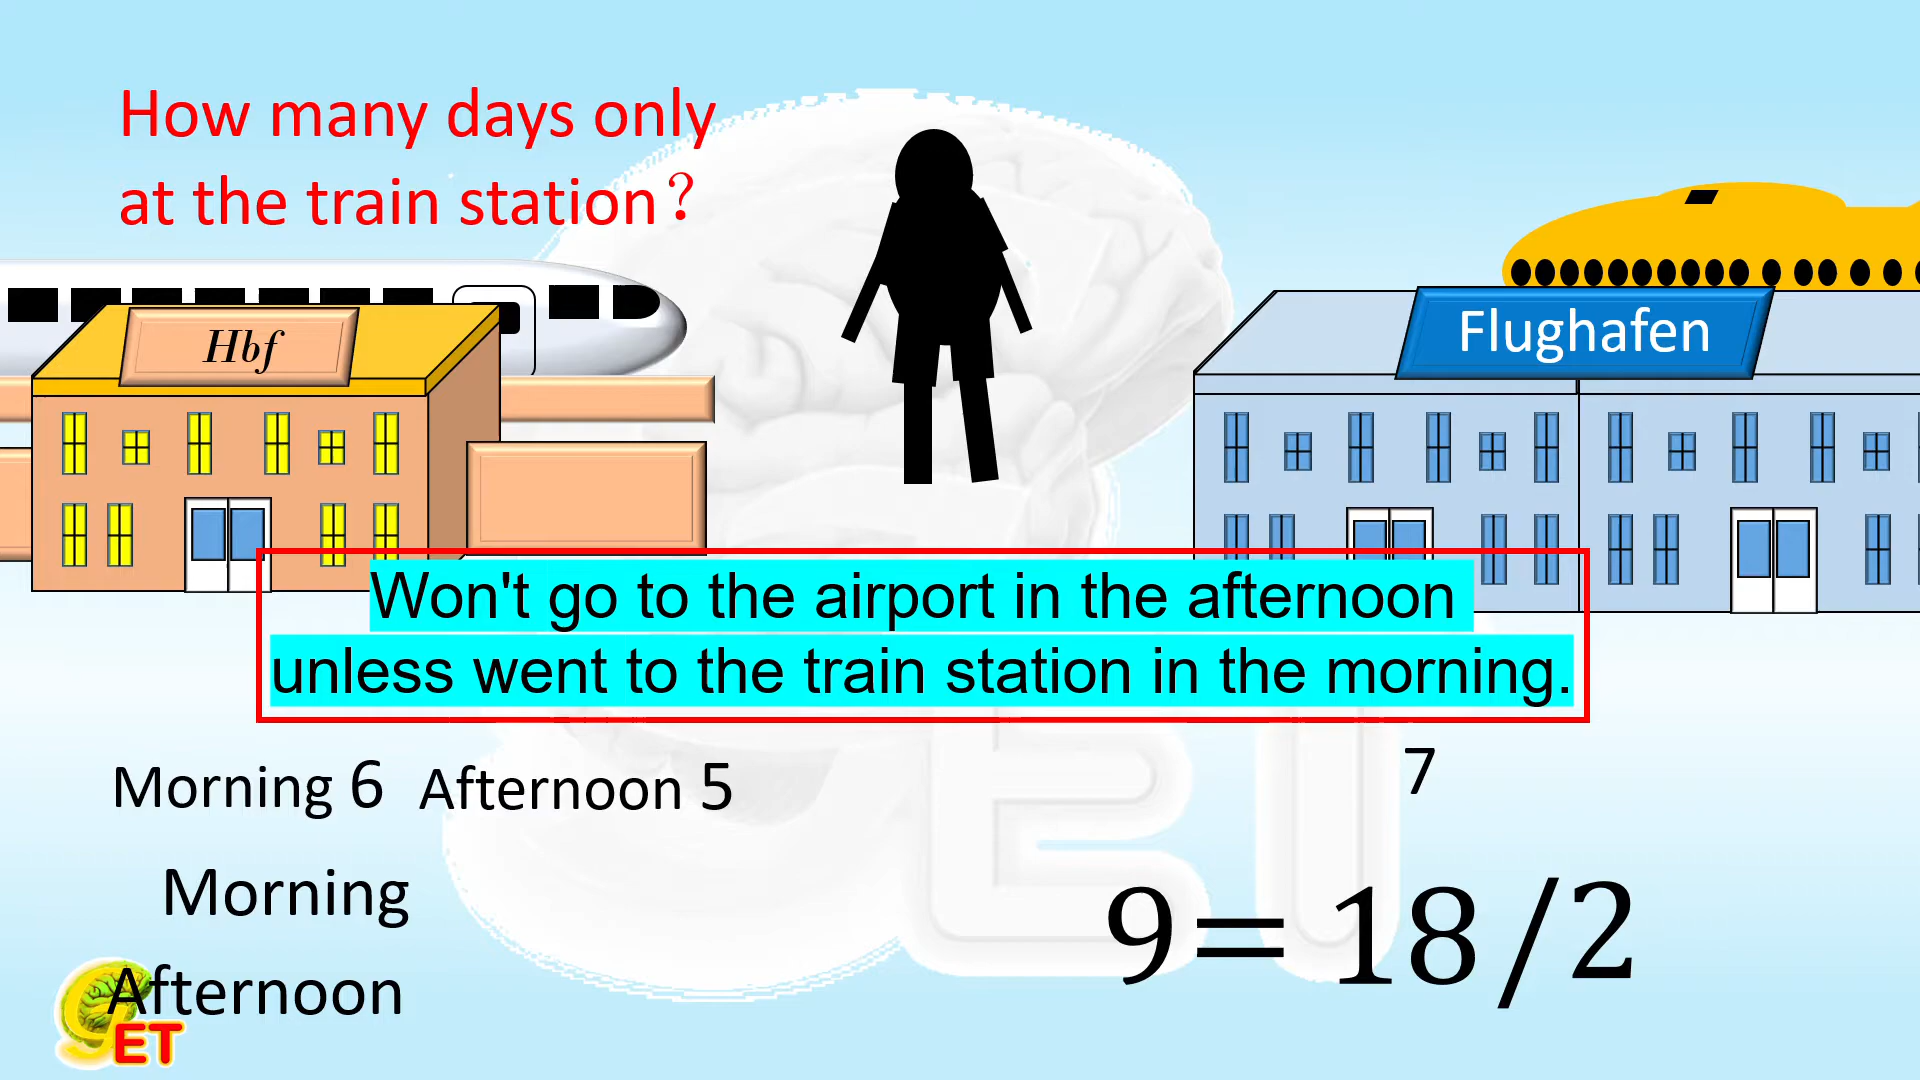 How many days only
at the train station?
Hbf
Flughafen
Won't go to the airport in the afternoon
unless went to the train station in the morning.
Morning 6 Afternoon 5
7
Morning
9=18/2
Afternoon
GET
ET